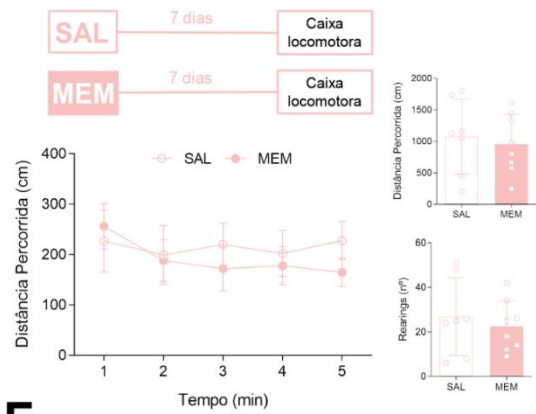 SAL
7 dias
Caixa
locomotora
MEM
7 dias
Caixa
locomotora
Distância Percorrida (cm)
400
300
200
100
0
SAL
MEM
1 2 3 4 5
Tempo (min)
Distância Percorrida (cm)
2000
1500
1000
500
0
SAL MEM
Rearings (nº)
60
40
20
0
SAL MEM